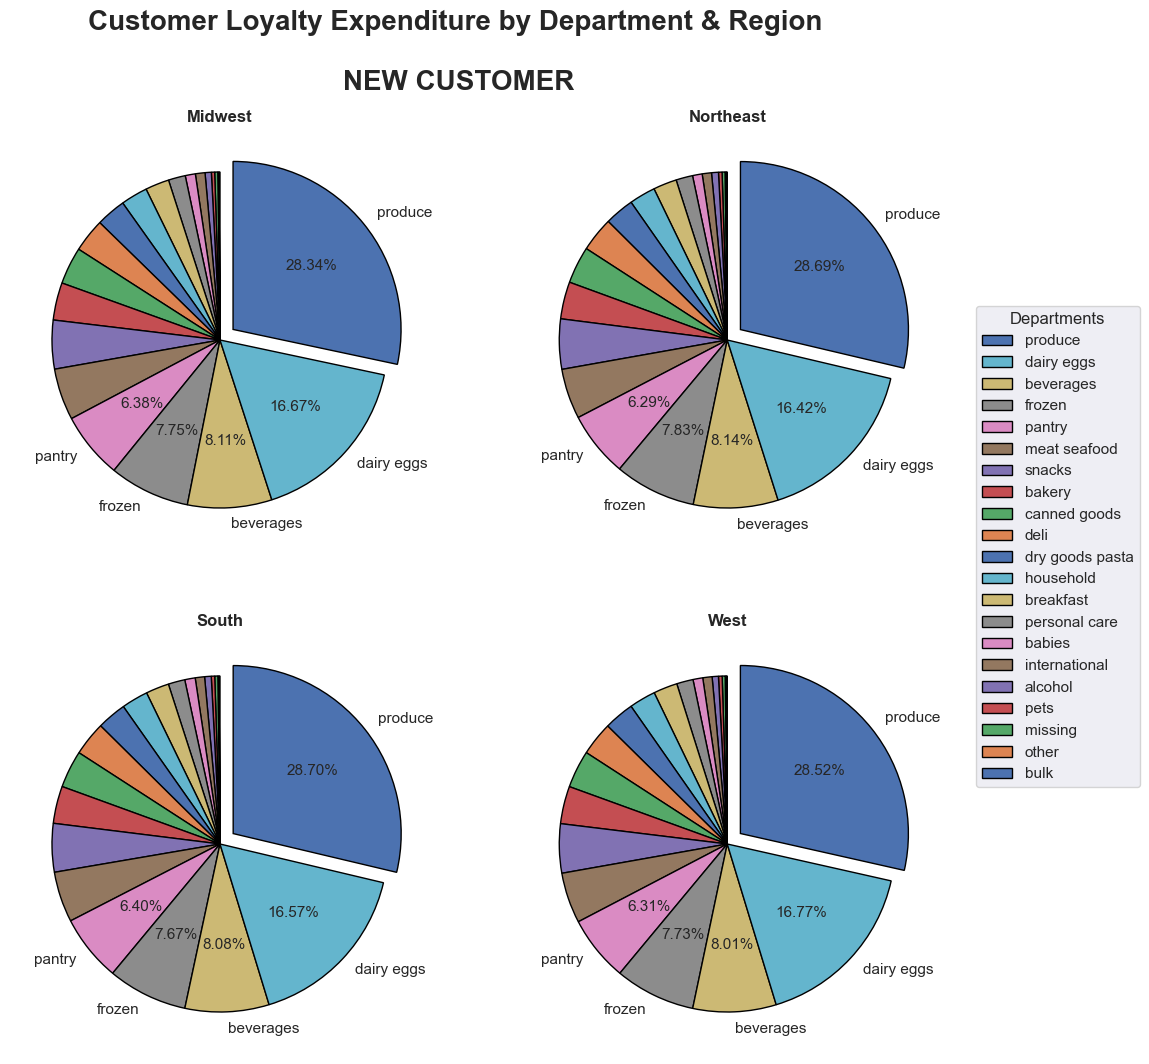 Customer Loyalty Expenditure by Department & Region
NEW CUSTOMER
Midwest
produce
28.34%
16.67%
6.38%
7.75%
8.11%
pantry
dairy eggs
frozen
beverages
Northeast
produce
28.69%
16.42%
6.29%
7.83%
8.14%
pantry
dairy eggs
frozen
beverages
South
produce
28.70%
16.57%
6.40%
7.67%
8.08%
pantry
dairy eggs
frozen
beverages
West
produce
28.52%
16.77%
6.31%
7.73%
8.01%
pantry
dairy eggs
frozen
beverages
Departments
produce
dairy eggs
beverages
frozen
pantry
meat seafood
snacks
bakery
canned goods
deli
dry goods pasta
household
breakfast
personal care
babies
international
alcohol
pets
missing
other
bulk